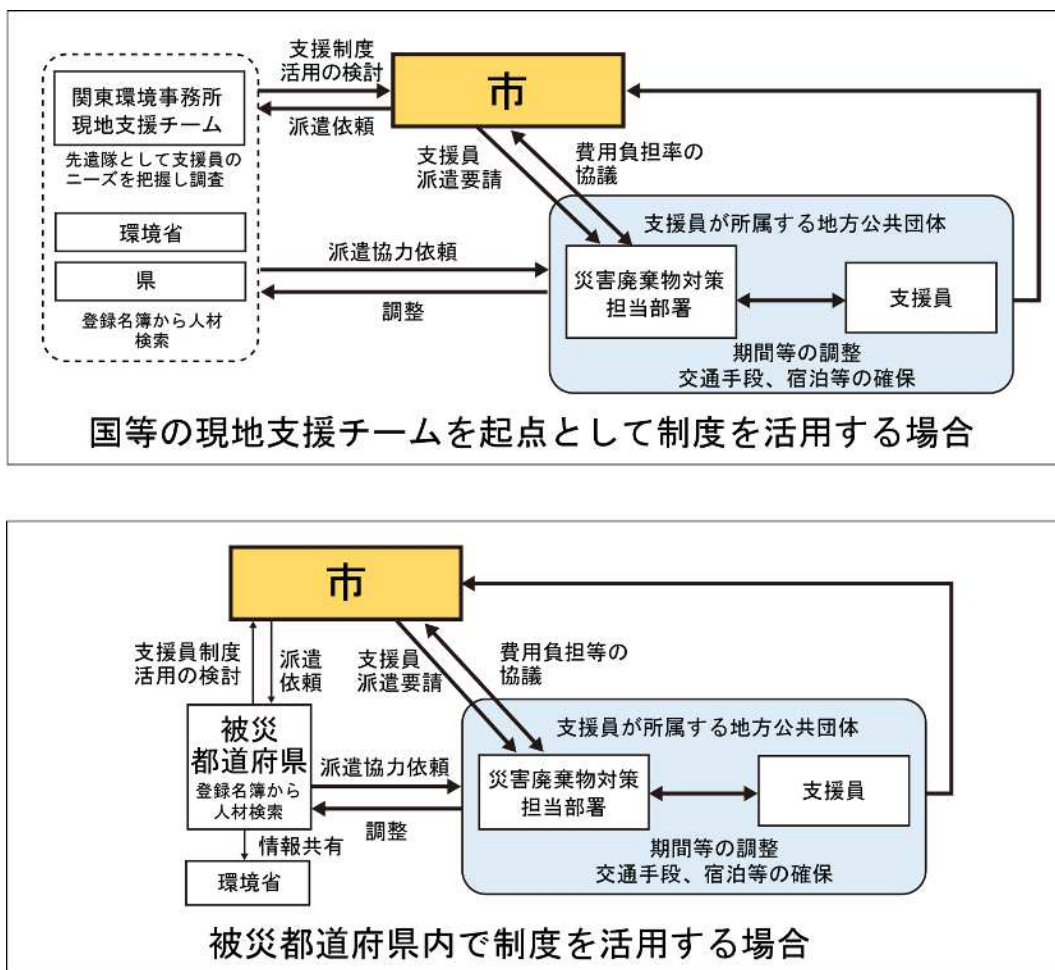 支援制度
活用の検討
市
関東環境事務所
現地支援チーム
派遣依頼
先遣隊として支援員の
ニーズを把握し調査
支援員
派遣要請
費用負担率の
協議
支援員が所属する地方公共団体
環境省
県
派遣協力依頼
調整
登録名簿から人材
検索
災害廃棄物対策
担当部署
支援員
期間等の調整
交通手段、宿泊等の確保
国等の現地支援チームを起点として制度を活用する場合
市
支援員制度
活用の検討
派遣
依頼
支援員
派遣要請
費用負担等の
協議
被災
都道府県
登録名簿から
人材検索
派遣協力依頼
調整
支援員が所属する地方公共団体
災害廃棄物対策
担当部署
支援員
期間等の調整
交通手段、宿泊等の確保
情報共有
環境省
被災都道府県内で制度を活用する場合